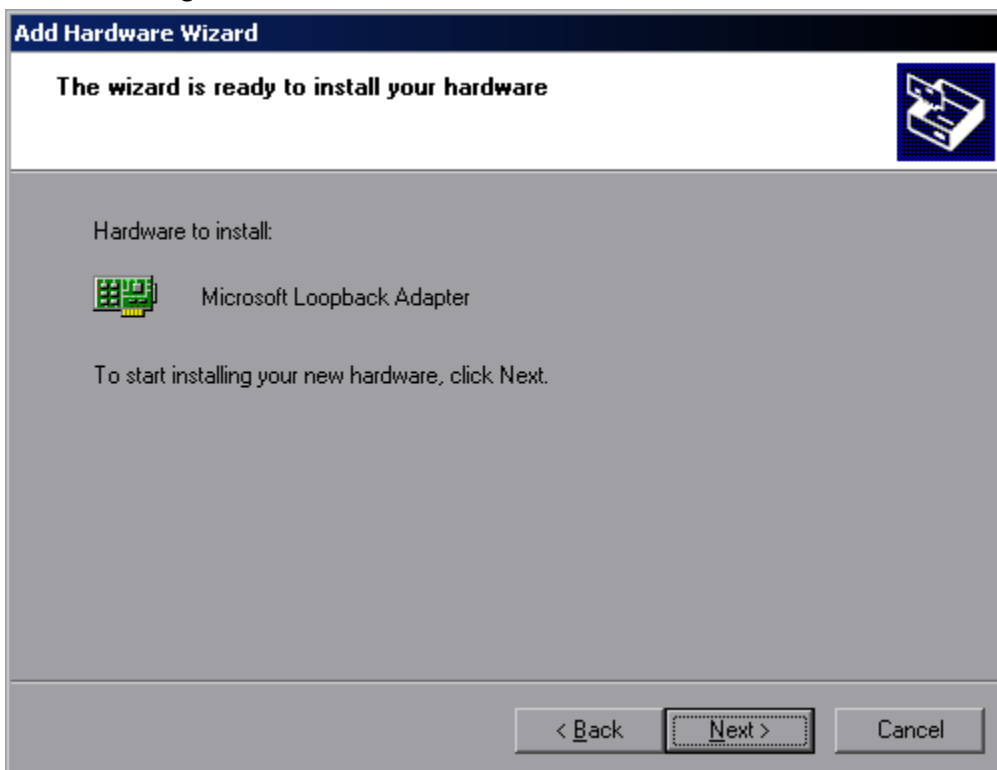 Add Hardware Wizard
The wizard is ready to install your hardware
Hardware to install:
Microsoft Loopback Adapter
To start installing your new hardware, click Next.
< Back Next > Cancel